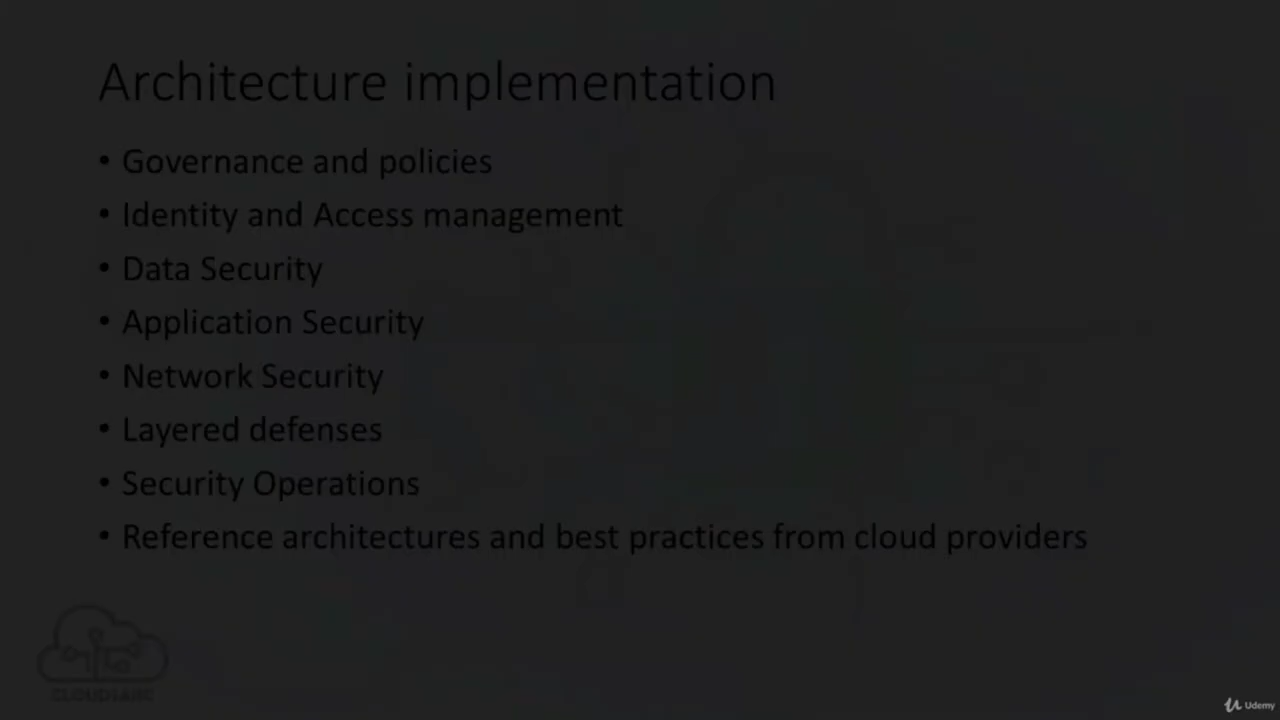 Architecture implementation
• Governance and policies
• Identity and Access management
• Data Security
• Application Security
• Network Security
• Layered defenses
• Security Operations
• Reference architectures and best practices from cloud providers
Udemy